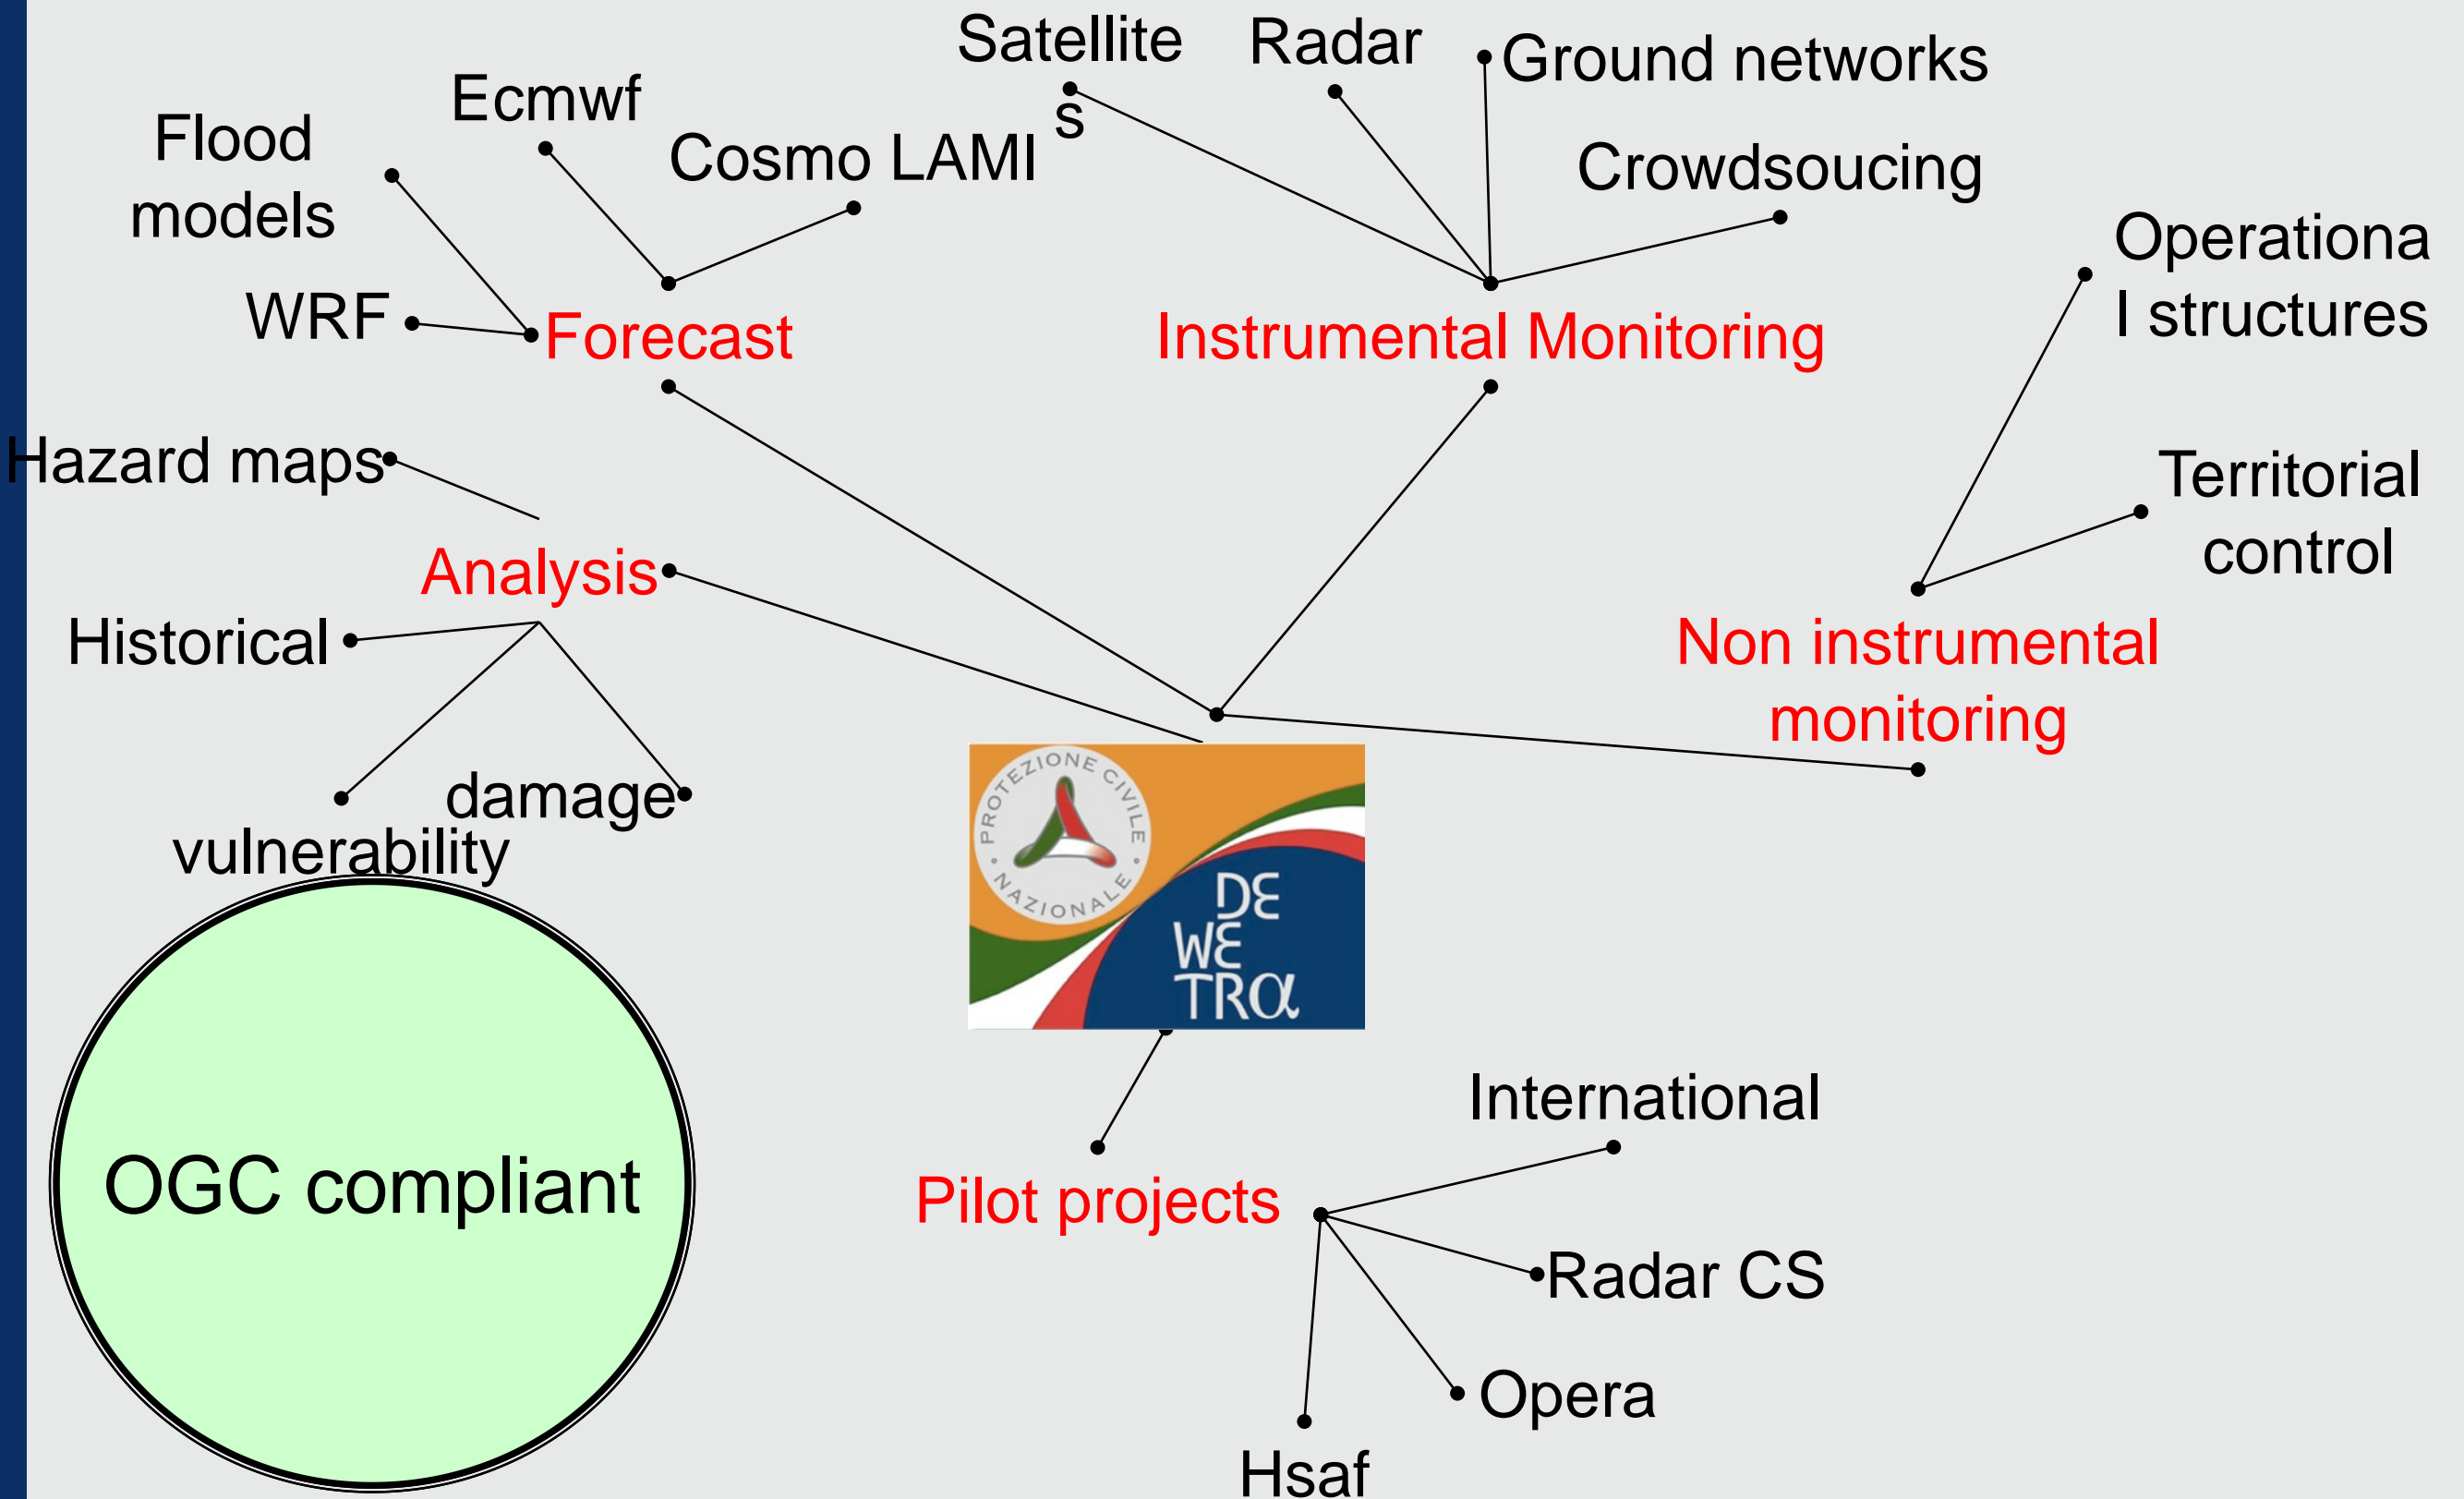 Satellite
s
Radar
Ground networks
Ecmwf
Flood
models
Cosmo LAMI
Crowdsoucing
Operationa
l structures
WRF
Forecast
Instrumental Monitoring
Hazard maps
Territorial
control
Analysis
Historical
Non instrumental
monitoring
damage
vulnerability
PROTEZIONE CIVILE
NAZIONALE
DE
WE
TRα
OGC compliant
International
Pilot projects
Radar CS
Opera
Hsaf